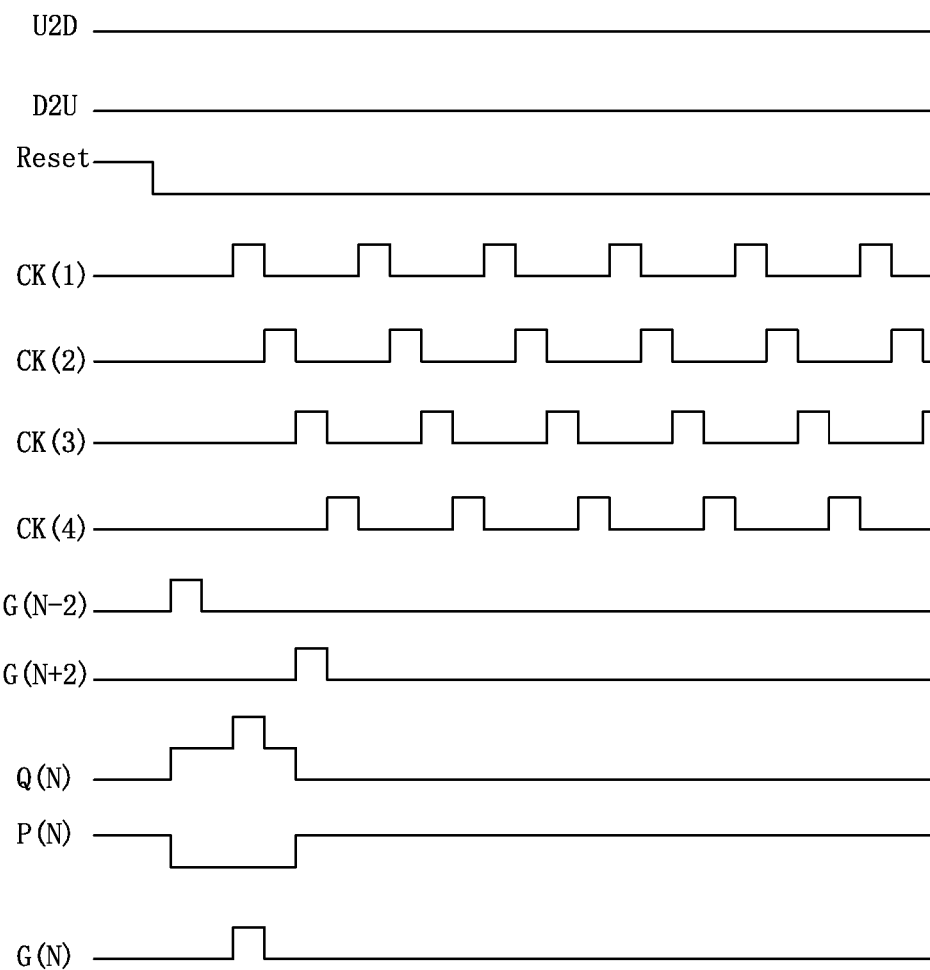 U2D
D2U
Reset
CK(1)
CK(2)
CK(3)
CK(4)
G(N-2)
G(N+2)
Q(N)
P(N)
G(N)